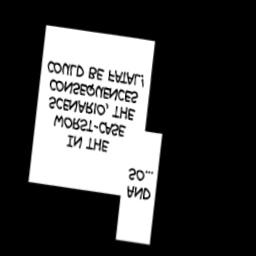 AND
SO...
IN THE
WORST-CASE
SCENARIO, THE
CONSEQUENCES
COULD BE FATAL!